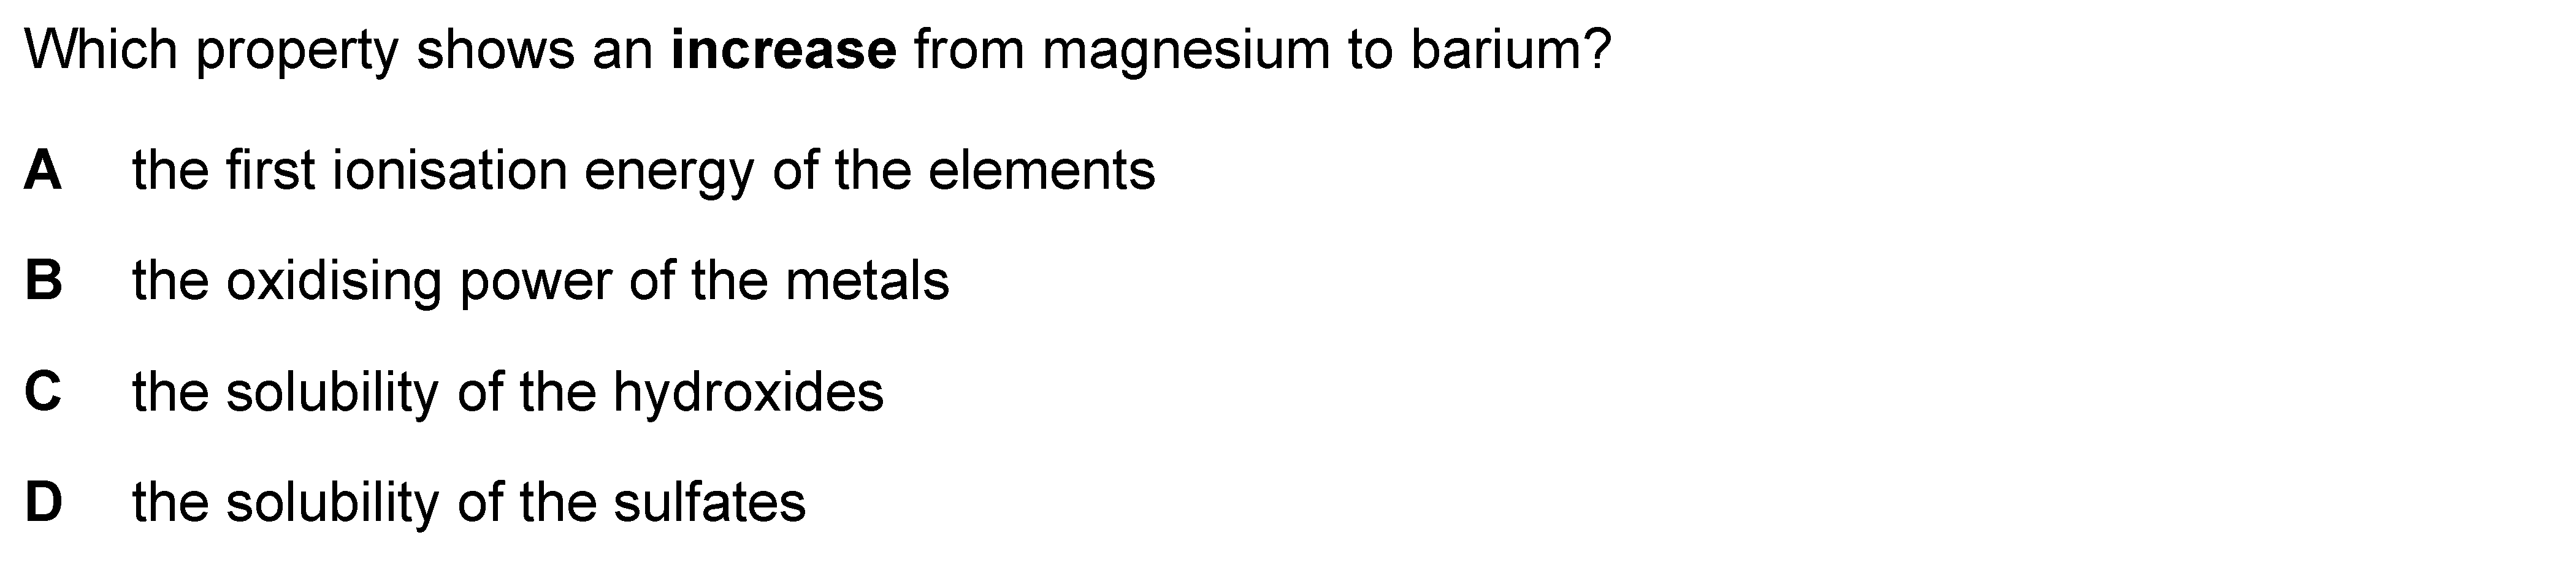 Which property shows an increase from magnesium to barium?
A the first ionisation energy of the elements
B the oxidising power of the metals
C the solubility of the hydroxides
D the solubility of the sulfates